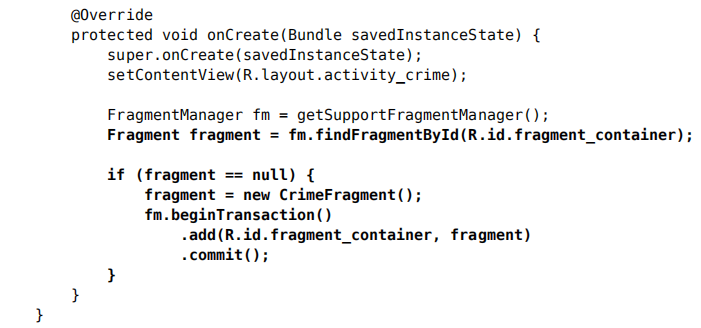 @Override
protected void onCreate(Bundle savedInstanceState) {
super.onCreate(savedInstanceState);
setContentView(R.layout.activity_crime);
FragmentManager fm = getSupportFragmentManager();
Fragment fragment = fm.findFragmentById(R.id.fragment_container);
if (fragment == null) {
fragment = new CrimeFragment();
fm.beginTransaction()
.add(R.id.fragment_container, fragment)
.commit();
}
}
}